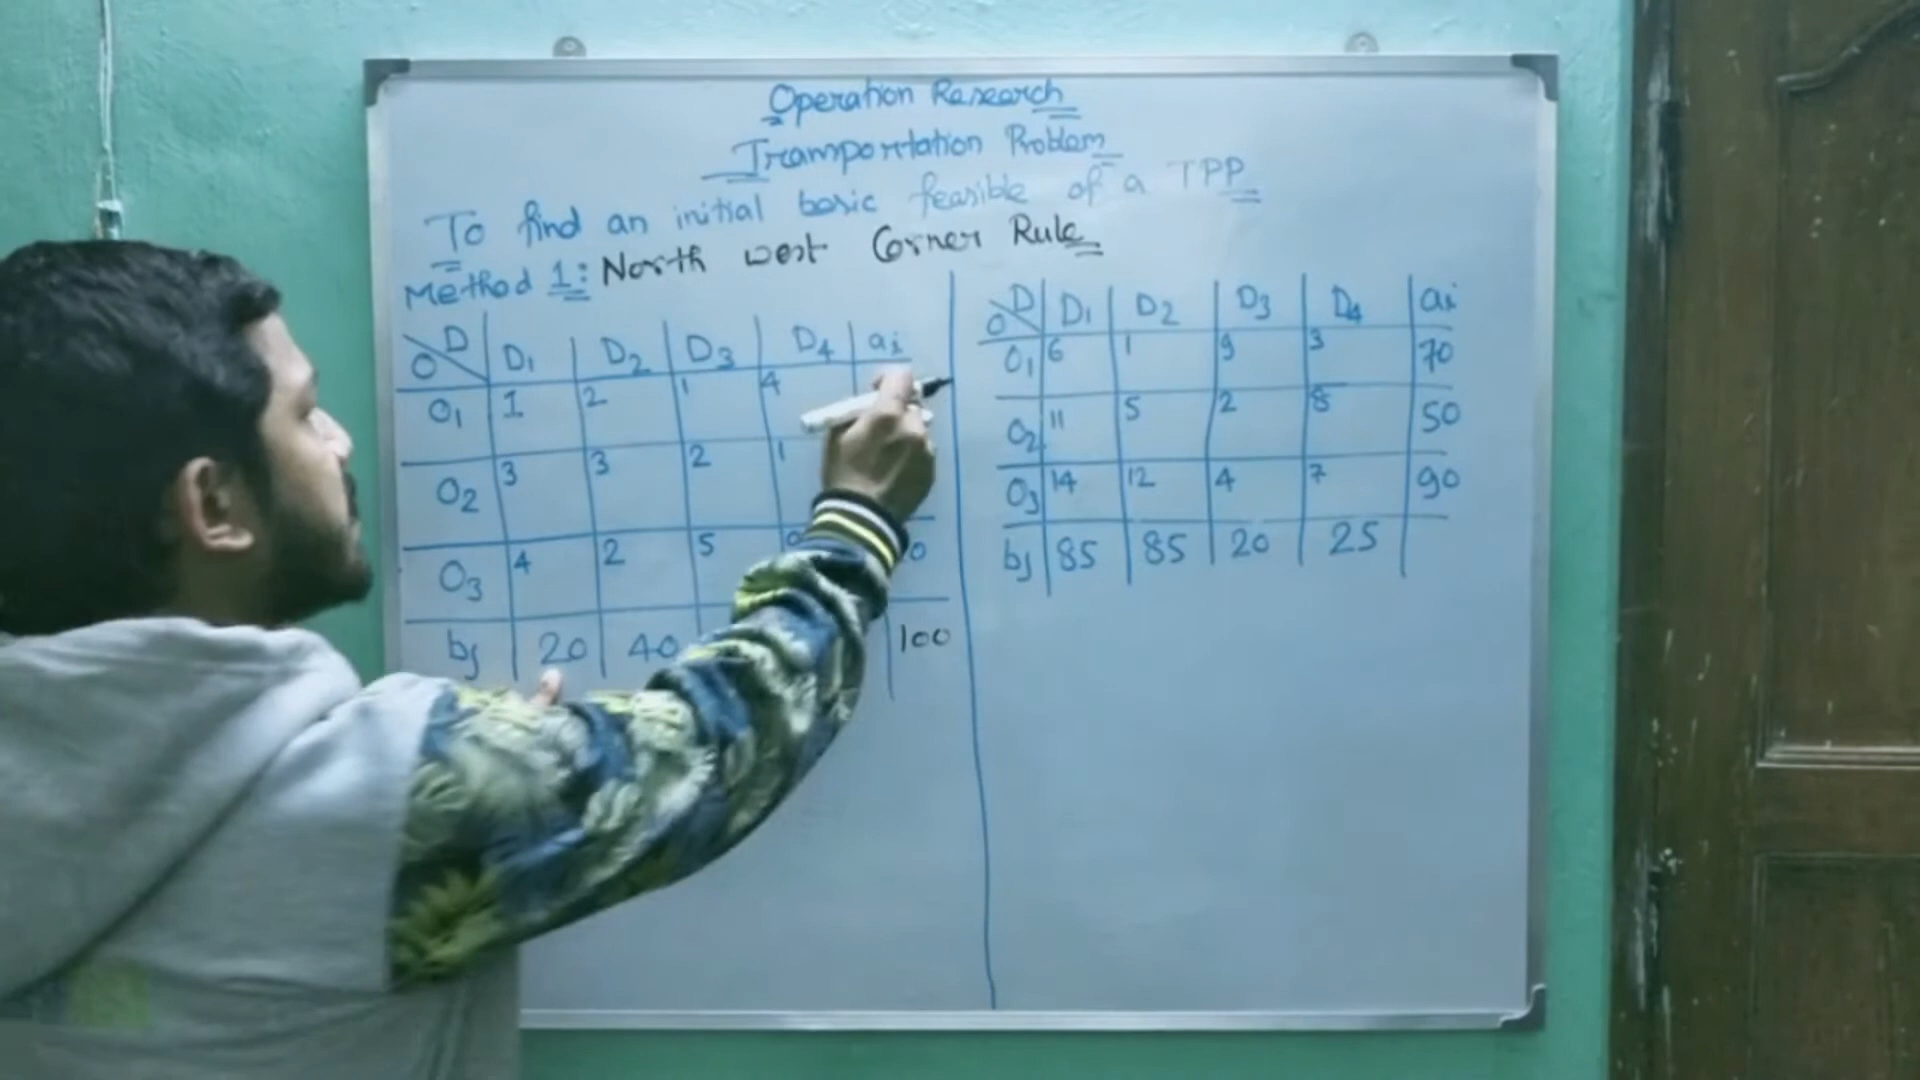 Operation Research
Transportation Problem
To find an initial basic feasible of a TPP
Method 1: North west Corner Rule
O D D1 D2 D3 D4 ai
O1 1 2 1 4
O2 3 3 2 1
O3 4 2 5
bj 20 40 100
O D D1 D2 D3 D4 ai
O1 6 1 9 3 70
O2 11 5 2 8 50
O3 14 12 4 7 90
bj 85 85 20 25